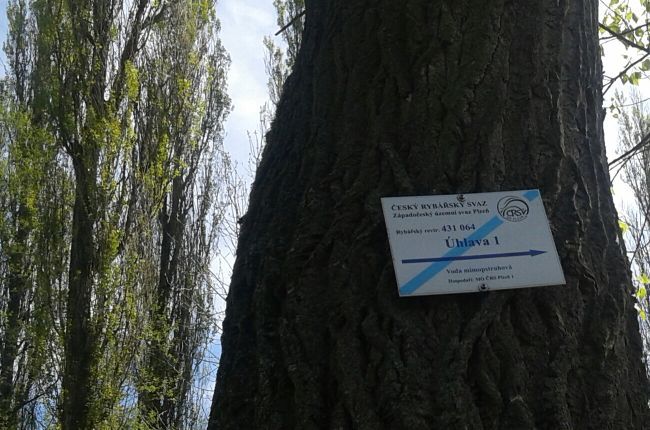 ČESKÝ RYBÁŘSKÝ SVAZ
Západočeský územní svaz Plzeň
ČRS
Rybářský revír: 431 064
Úhlava 1
Voda mimopstruhová
Hospodaří: MO ČRS Plzeň 1